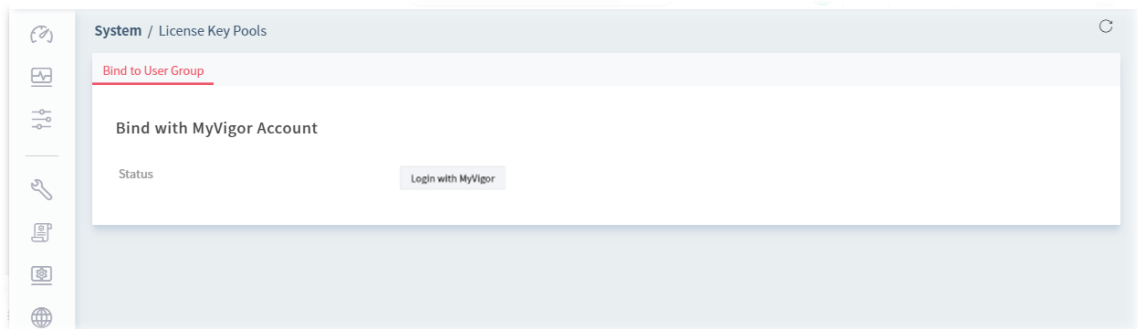 System / License Key Pools
Bind to User Group
Bind with MyVigor Account
Status
Login with MyVigor